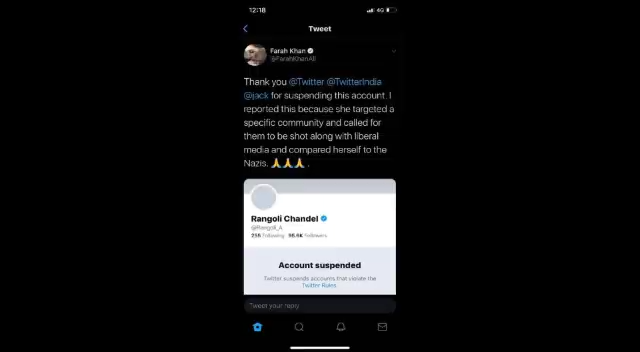 12:18
4G
Tweet
Farah Khan
@FarahKhanAli
Thank you @Twitter @TwitterIndia
@jack for suspending this account. I
reported this because she targeted a
specific community and called for
them to be shot along with liberal
media and compared herself to the
Nazis. 🙏🙏🙏 .
Rangoli Chandel
@Rangoli_A
Following Followers
Account suspended
Twitter suspends accounts that violate the
Twitter Rules
Tweet your reply